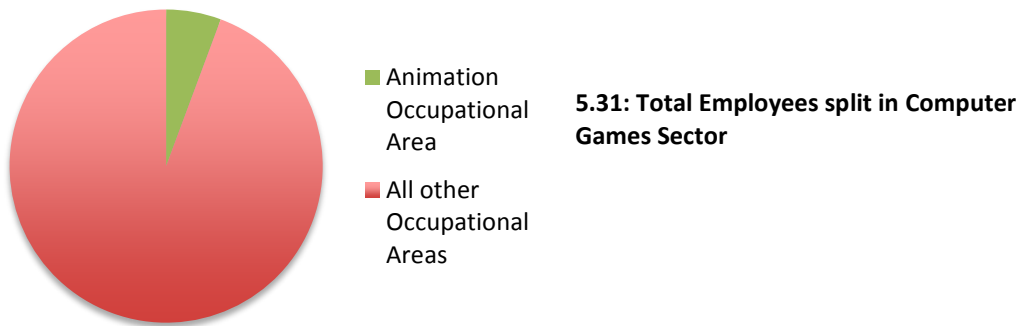 Animation
Occupational
Area
All other
Occupational
Areas
5.31: Total Employees split in Computer
Games Sector